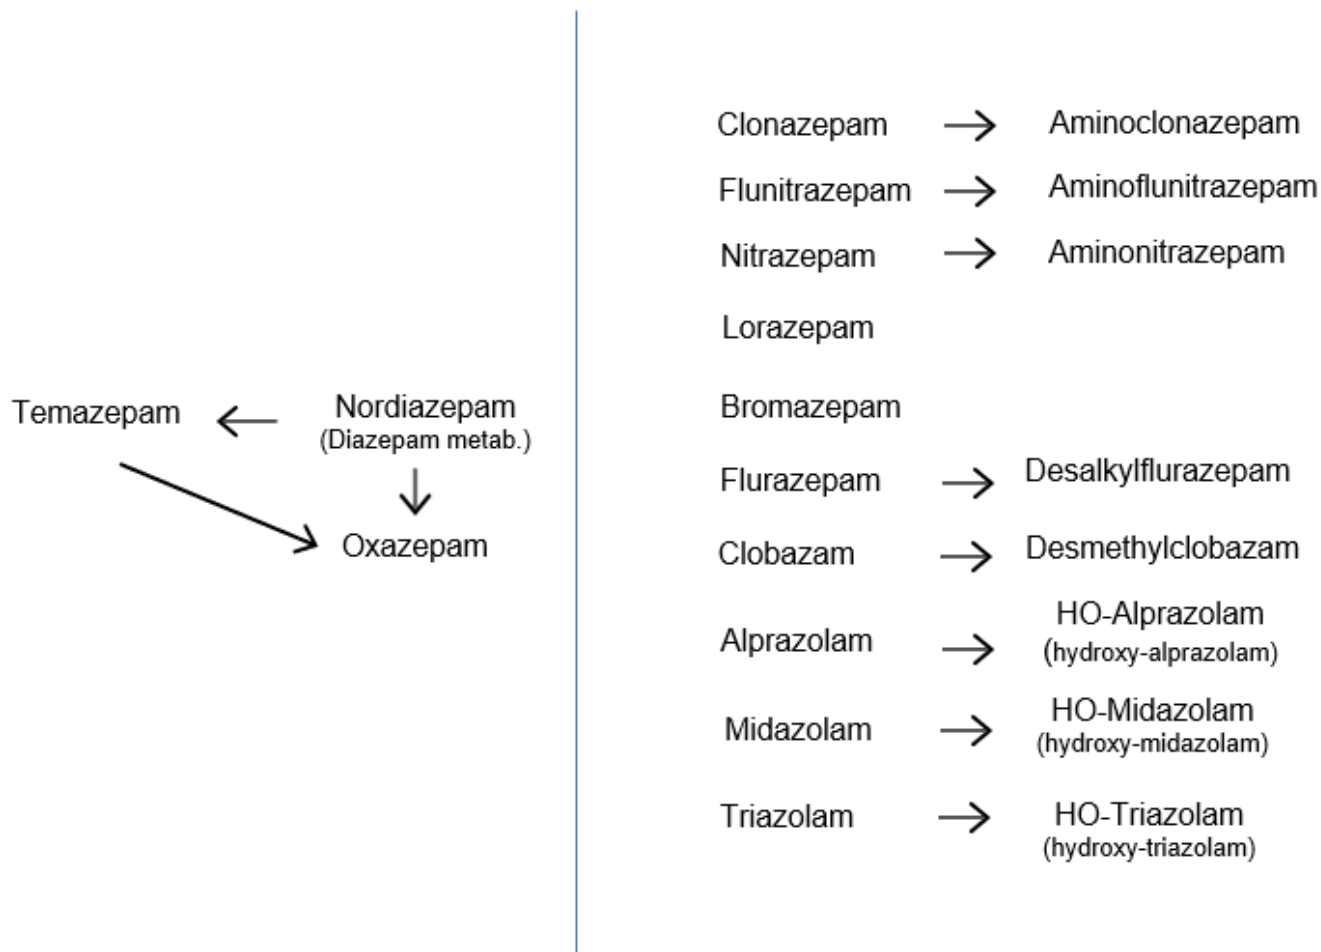 Temazepam
Nordiazepam
(Diazepam metab.)
Oxazepam
Clonazepam
Aminoclonazepam
Flunitrazepam
Aminoflunitrazepam
Nitrazepam
Aminonitrazepam
Lorazepam
Bromazepam
Flurazepam
Desalkylflurazepam
Clobazam
Desmethylclobazam
Alprazolam
HO-Alprazolam
(hydroxy-alprazolam)
Midazolam
HO-Midazolam
(hydroxy-midazolam)
Triazolam
HO-Triazolam
(hydroxy-triazolam)